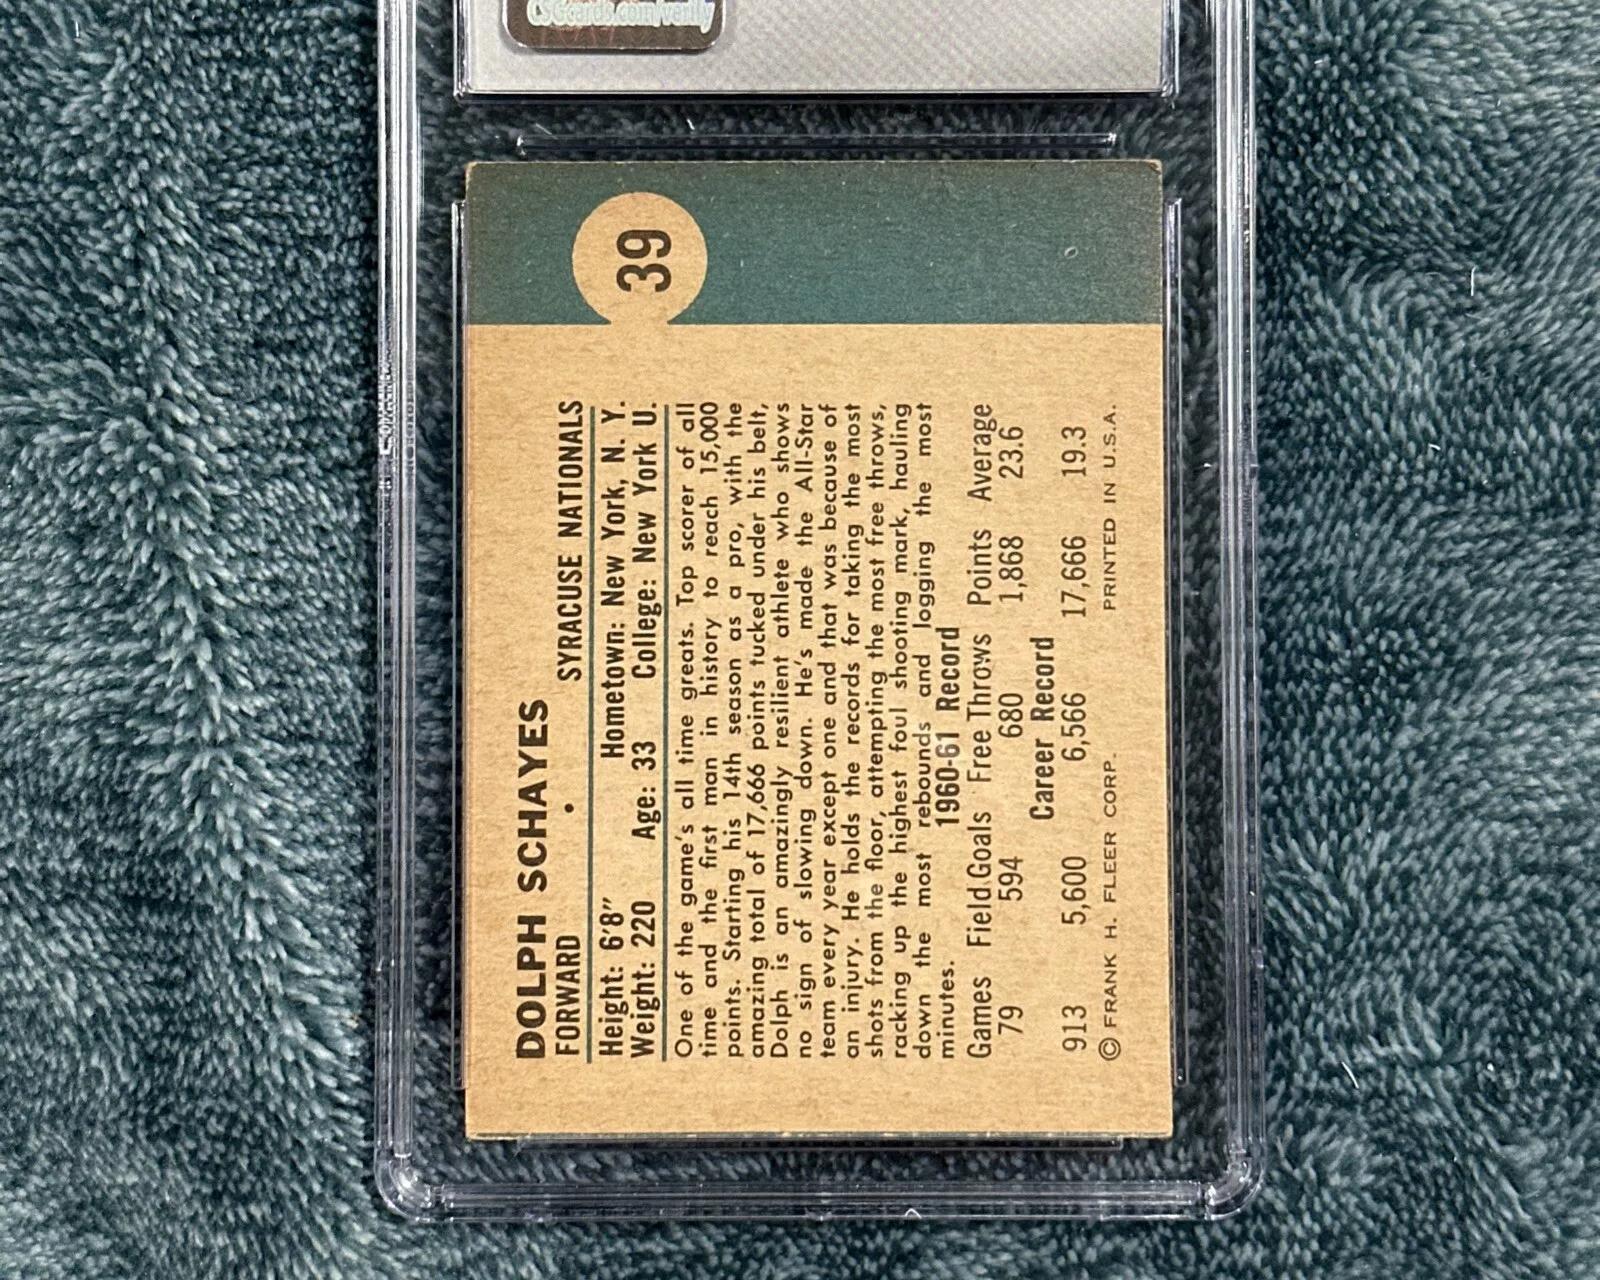 CSGcards.com/verify
39
DOLPH SCHAYES
FORWARD • SYRACUSE NATIONALS
Height: 6'8" Hometown: New York, N. Y.
Weight: 220 Age: 33 College: New York U.
One of the game's all time greats. Top scorer of all
time and the first man in history to reach 15,000
points. Starting his 14th season as a pro, with the
amazing total of 17,666 points tucked under his belt,
Dolph is an amazingly resilient athlete who shows
no sign of slowing down. He's made the All-Star
team every year except one and that was because of
an injury. He holds the records for taking the most
shots from the floor, attempting the most free throws,
racking up the highest foul shooting mark, hauling
down the most rebounds and logging the most
minutes.
1960-61 Record
Games Field Goals Free Throws Points Average
79 594 680 1,868 23.6
Career Record
913 5,600 6,566 17,666 19.3
© FRANK H. FLEER CORP. PRINTED IN U.S.A.